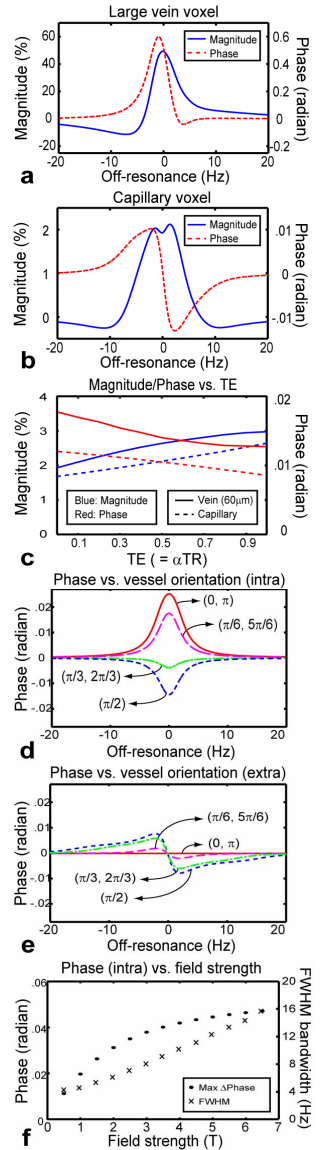 Large vein voxel
60
40
20
0
-20
Magnitude (%)
Magnitude
Phase
0.6
0.4
0.2
0
-0.2
Phase (radian)
-20 -10 0 10 20
Off-resonance (Hz)
a
Capillary voxel
2
1
0
Magnitude (%)
Magnitude
Phase
.01
0
-.01
Phase (radian)
-20 -10 0 10 20
Off-resonance (Hz)
b
Magnitude/Phase vs. TE
4
3
2
1
0
Magnitude (%)
Blue: Magnitude
Red: Phase
Vein (60μm)
Capillary
.02
.01
0
Phase (radian)
0.1 0.3 0.5 0.7 0.9
TE ( = αTR)
c
Phase vs. vessel orientation (intra)
.02
.01
0
-.01
-.02
Phase (radian)
(0, π)
(π/6, 5π/6)
(π/3, 2π/3)
(π/2)
-20 -10 0 10 20
Off-resonance (Hz)
d
Phase vs. vessel orientation (extra)
.02
.01
0
-.01
-.02
Phase (radian)
(π/6, 5π/6)
(0, π)
(π/3, 2π/3)
(π/2)
-20 -10 0 10 20
Off-resonance (Hz)
e
Phase (intra) vs. field strength
.06
.04
.02
0
Phase (radian)
Max ΔPhase
FWHM
20
16
12
8
4
0
FWHM bandwidth (Hz)
0 1 2 3 4 5 6 7
Field strength (T)
f